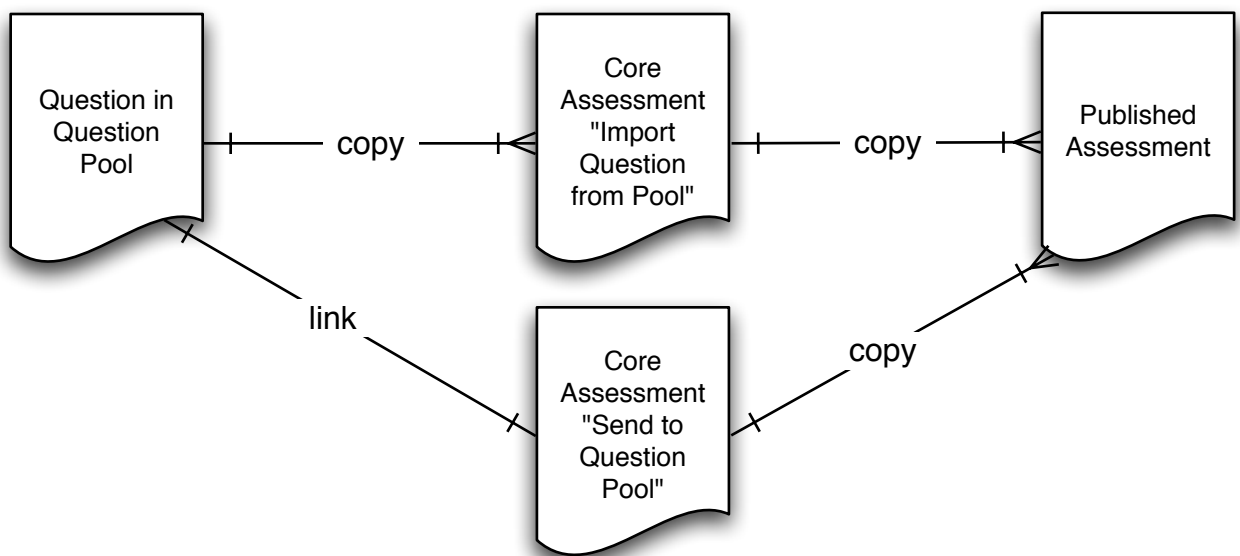 Question in
Question
Pool
copy
Core
Assessment
"Import
Question
from Pool"
copy
Published
Assessment
link
Core
Assessment
"Send to
Question
Pool"
copy